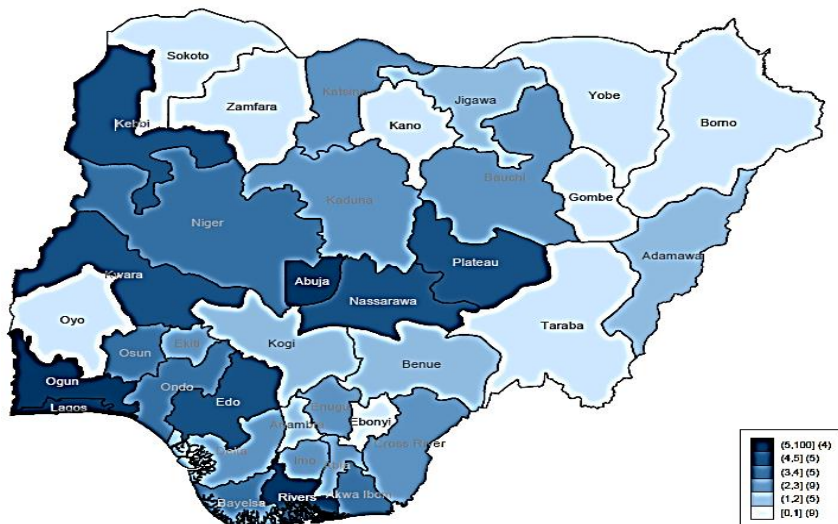 Sokoto
Katsina
Zamfara
Jigawa
Yobe
Kano
Borno
Kebbi
Bauchi
Gombe
Kaduna
Niger
Adamawa
Plateau
Kwara
Abuja
Nassarawa
Oyo
Taraba
Kogi
Ekiti
Osun
Benue
Ogun
Ondo
Edo
Lagos
Enugu
Anambra
Ebonyi
Cross River
Delta
Imo
Abia
Bayelsa
Rivers
Akwa Ibom
(5,100] (4)
(4,5] (5)
(3,4] (5)
(2,3] (9)
(1,2] (5)
[0,1] (9)